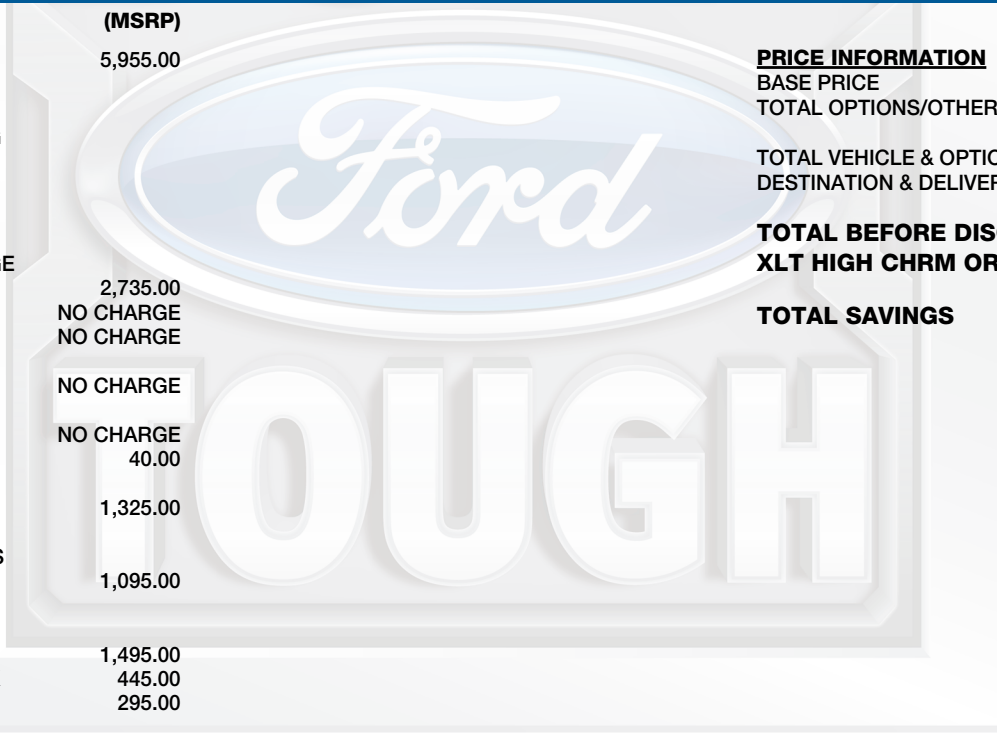 (MSRP)
5,955.00
GE
2,735.00
NO CHARGE
NO CHARGE
NO CHARGE
NO CHARGE
40.00
1,325.00
S
1,095.00
1,495.00
445.00
295.00
Ford
TOUGH
PRICE INFORMATION
BASE PRICE
TOTAL OPTIONS/OTHER
TOTAL VEHICLE & OPTIO
DESTINATION & DELIVER
TOTAL BEFORE DISC
XLT HIGH CHRM OR
TOTAL SAVINGS